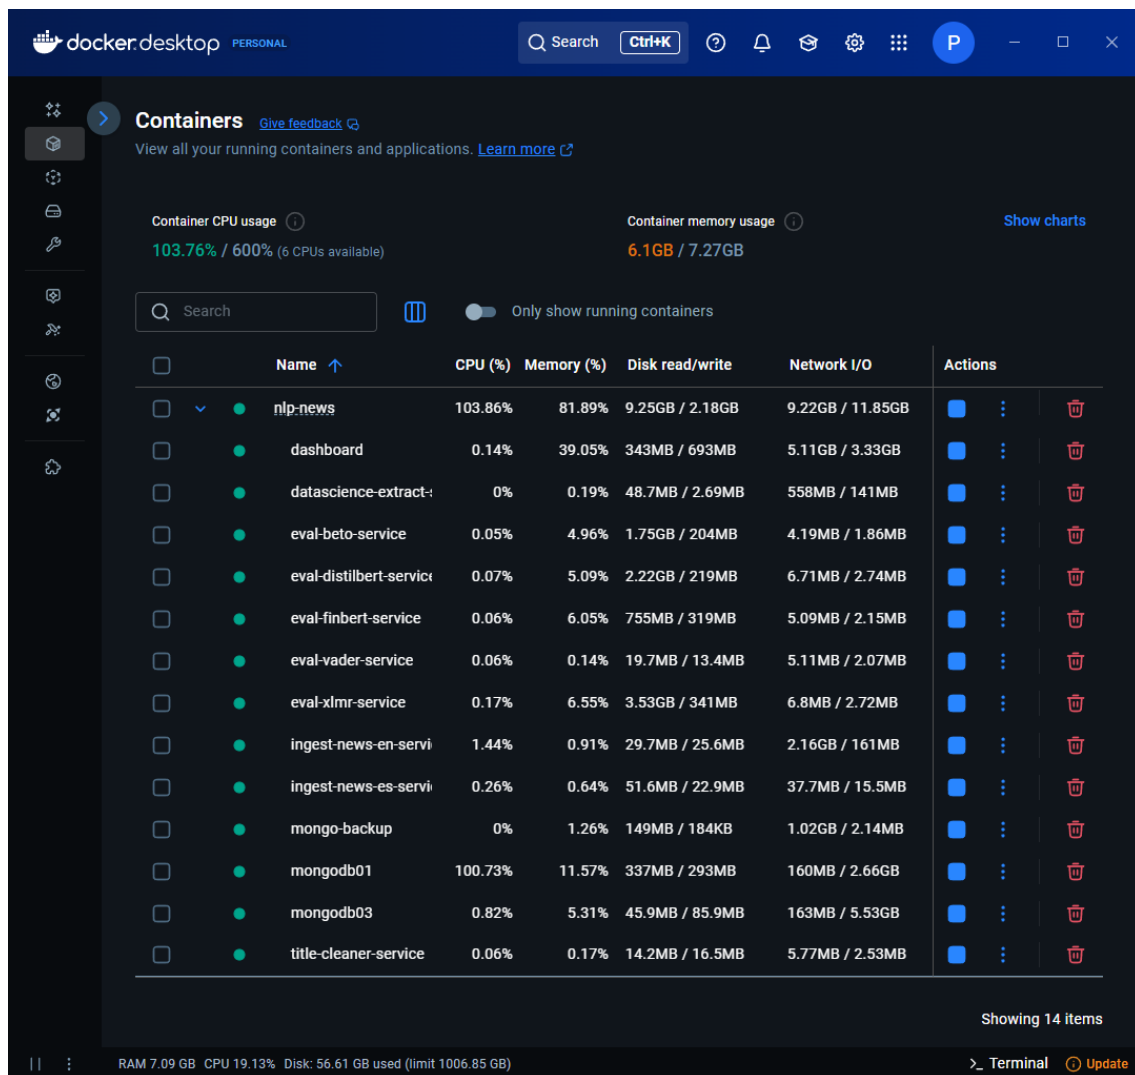 docker.desktop PERSONAL Search Ctrl+K P
Containers Give feedback
View all your running containers and applications. Learn more
Container CPU usage Container memory usage Show charts
103.76% / 600% (6 CPUs available) 6.1GB / 7.27GB
Search Only show running containers
Name CPU (%) Memory (%) Disk read/write Network I/O Actions
nlp-news 103.86% 81.89% 9.25GB / 2.18GB 9.22GB / 11.85GB
dashboard 0.14% 39.05% 343MB / 693MB 5.11GB / 3.33GB
datascience-extract- 0% 0.19% 48.7MB / 2.69MB 558MB / 141MB
eval-beto-service 0.05% 4.96% 1.75GB / 204MB 4.19MB / 1.86MB
eval-distilbert-service 0.07% 5.09% 2.22GB / 219MB 6.71MB / 2.74MB
eval-finbert-service 0.06% 6.05% 755MB / 319MB 5.09MB / 2.15MB
eval-vader-service 0.06% 0.14% 19.7MB / 13.4MB 5.11MB / 2.07MB
eval-xlmr-service 0.17% 6.55% 3.53GB / 341MB 6.8MB / 2.72MB
ingest-news-en-servi 1.44% 0.91% 29.7MB / 25.6MB 2.16GB / 161MB
ingest-news-es-servi 0.26% 0.64% 51.6MB / 22.9MB 37.7MB / 15.5MB
mongo-backup 0% 1.26% 149MB / 184KB 1.02GB / 2.14MB
mongodb01 100.73% 11.57% 337MB / 293MB 160MB / 2.66GB
mongodb03 0.82% 5.31% 45.9MB / 85.9MB 163MB / 5.53GB
title-cleaner-service 0.06% 0.17% 14.2MB / 16.5MB 5.77MB / 2.53MB
Showing 14 items
RAM 7.09 GB CPU 19.13% Disk: 56.61 GB used (limit 1006.85 GB) >_ Terminal Update